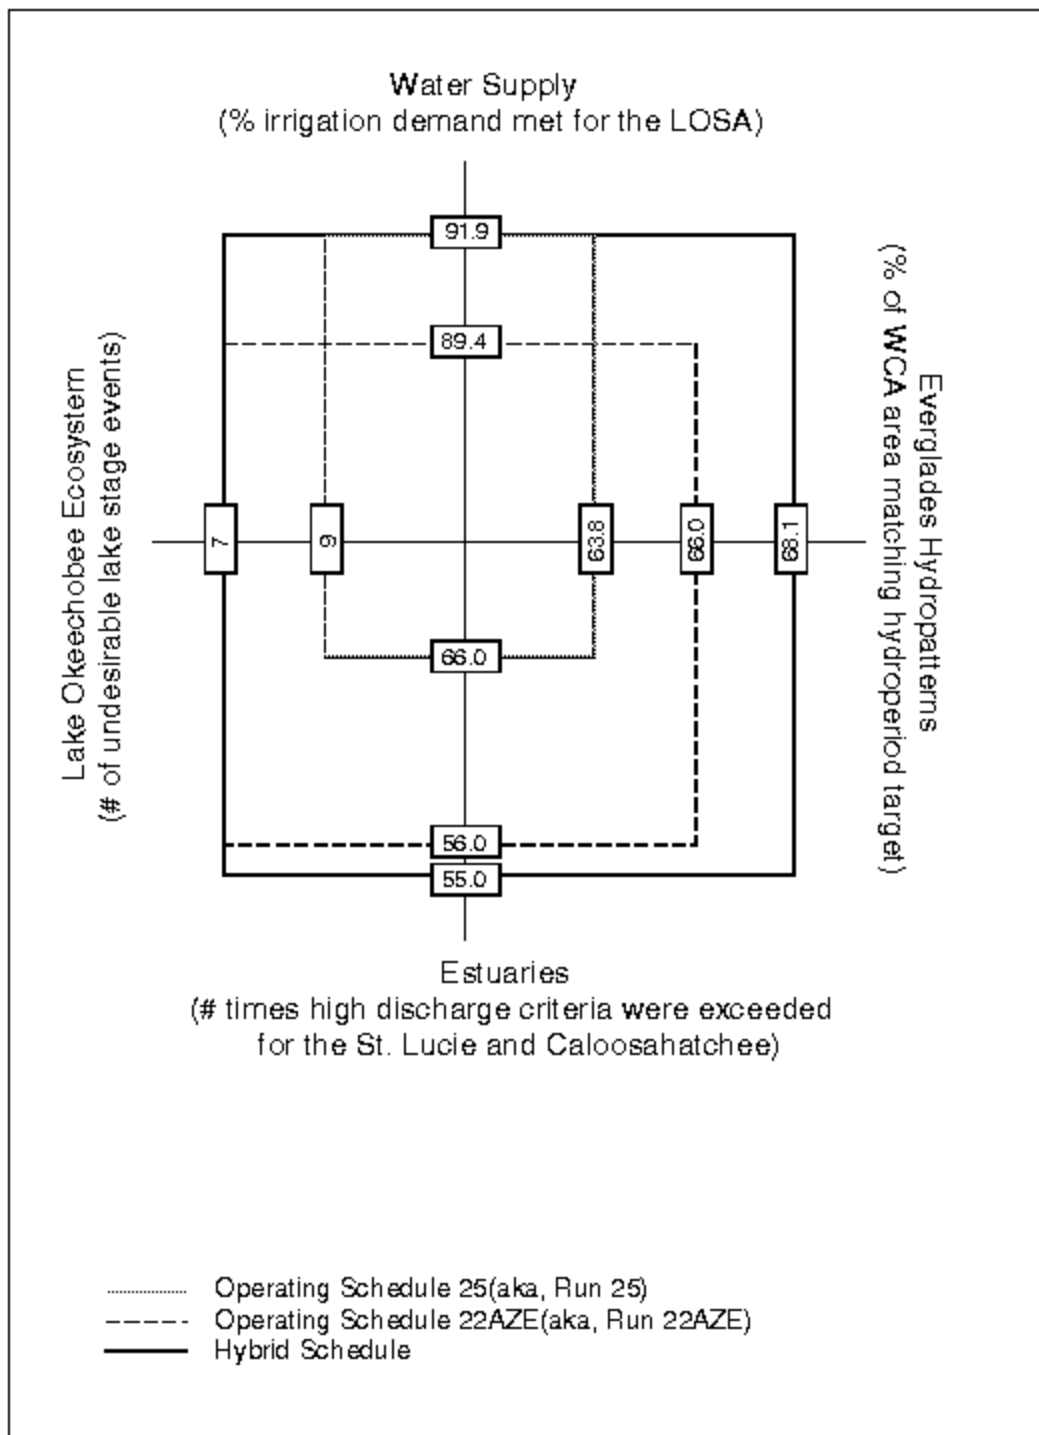 Water Supply
(% irrigation demand met for the LOSA)
91.9
89.4
Lake Okeechobee Ecosystem
(# of undesirable lake stage events)
7
9
63.8
66.0
68.1
Everglades Hydropatterns
(% of WCA area matching hydroperiod target)
66.0
56.0
55.0
Estuaries
(# times high discharge criteria were exceeded
for the St. Lucie and Caloosahatchee)
Operating Schedule 25(aka, Run 25)
Operating Schedule 22AZE(aka, Run 22AZE)
Hybrid Schedule